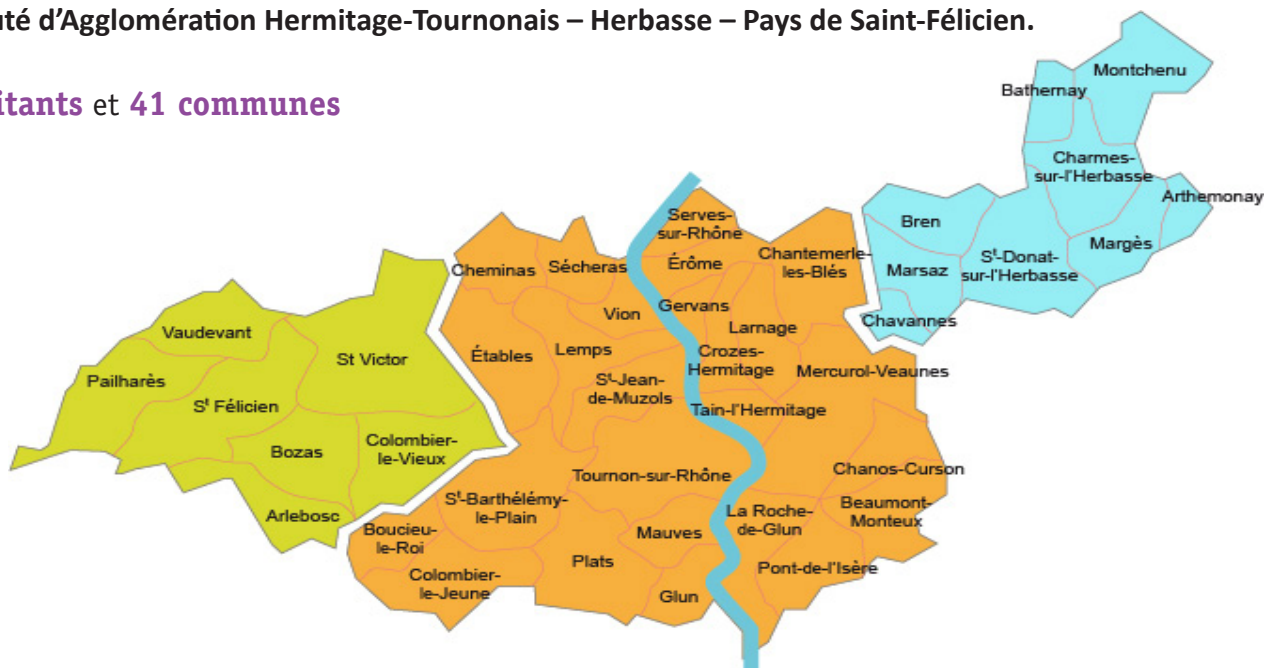 uté d'Agglomération Hermitage-Tournonais – Herbasse – Pays de Saint-Félicien.
itants et 41 communes
Montchenu
Bathernay
Charmes-
sur-l'Herbasse
Arthemonay
Bren
Margès
St-Donat-
sur-l'Herbasse
Marsaz
Chavannes
Serves-
sur-Rhône
Érôme
Chantemerle-
les-Blés
Cheminas
Sécheras
Gervans
Vion
Larnage
Étables
Lemps
Crozes-
Hermitage
Mercurol-Veaunes
St-Jean-
de-Muzols
Tain-l'Hermitage
Vaudevant
St Victor
Pailharès
St Félicien
Bozas
Colombier-
le-Vieux
Arlebosc
Tournon-sur-Rhône
Chanos-Curson
St-Barthélémy-
le-Plain
La Roche-
de-Glun
Beaumont-
Monteux
Boucieu-
le-Roi
Mauves
Plats
Pont-de-l'Isère
Colombier-
le-Jeune
Glun